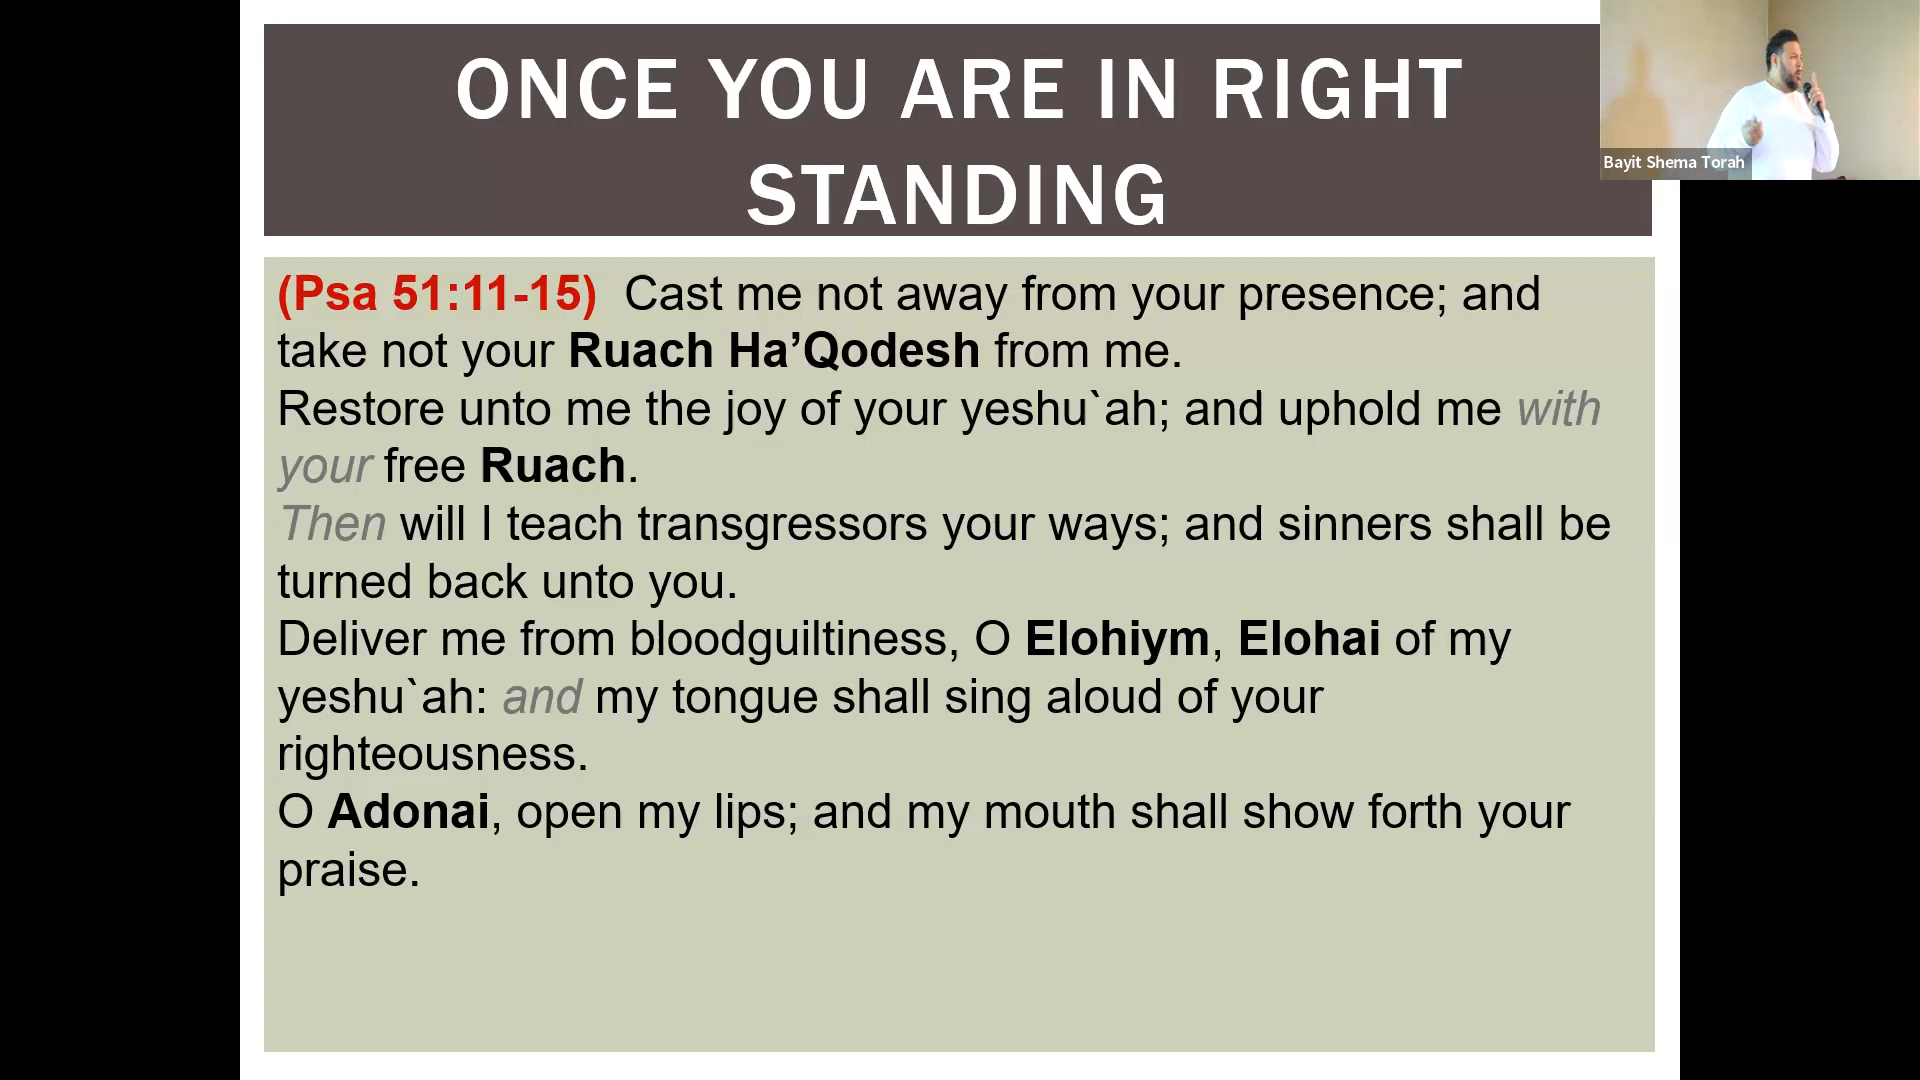 ONCE YOU ARE IN RIGHT
STANDING
Bayit Shema Torah
(Psa 51:11-15)  Cast me not away from your presence; and
take not your Ruach Ha’Qodesh from me.
Restore unto me the joy of your yeshu`ah; and uphold me with
your free Ruach.
Then will I teach transgressors your ways; and sinners shall be
turned back unto you.
Deliver me from bloodguiltiness, O Elohiym, Elohai of my
yeshu`ah: and my tongue shall sing aloud of your
righteousness.
O Adonai, open my lips; and my mouth shall show forth your
praise.